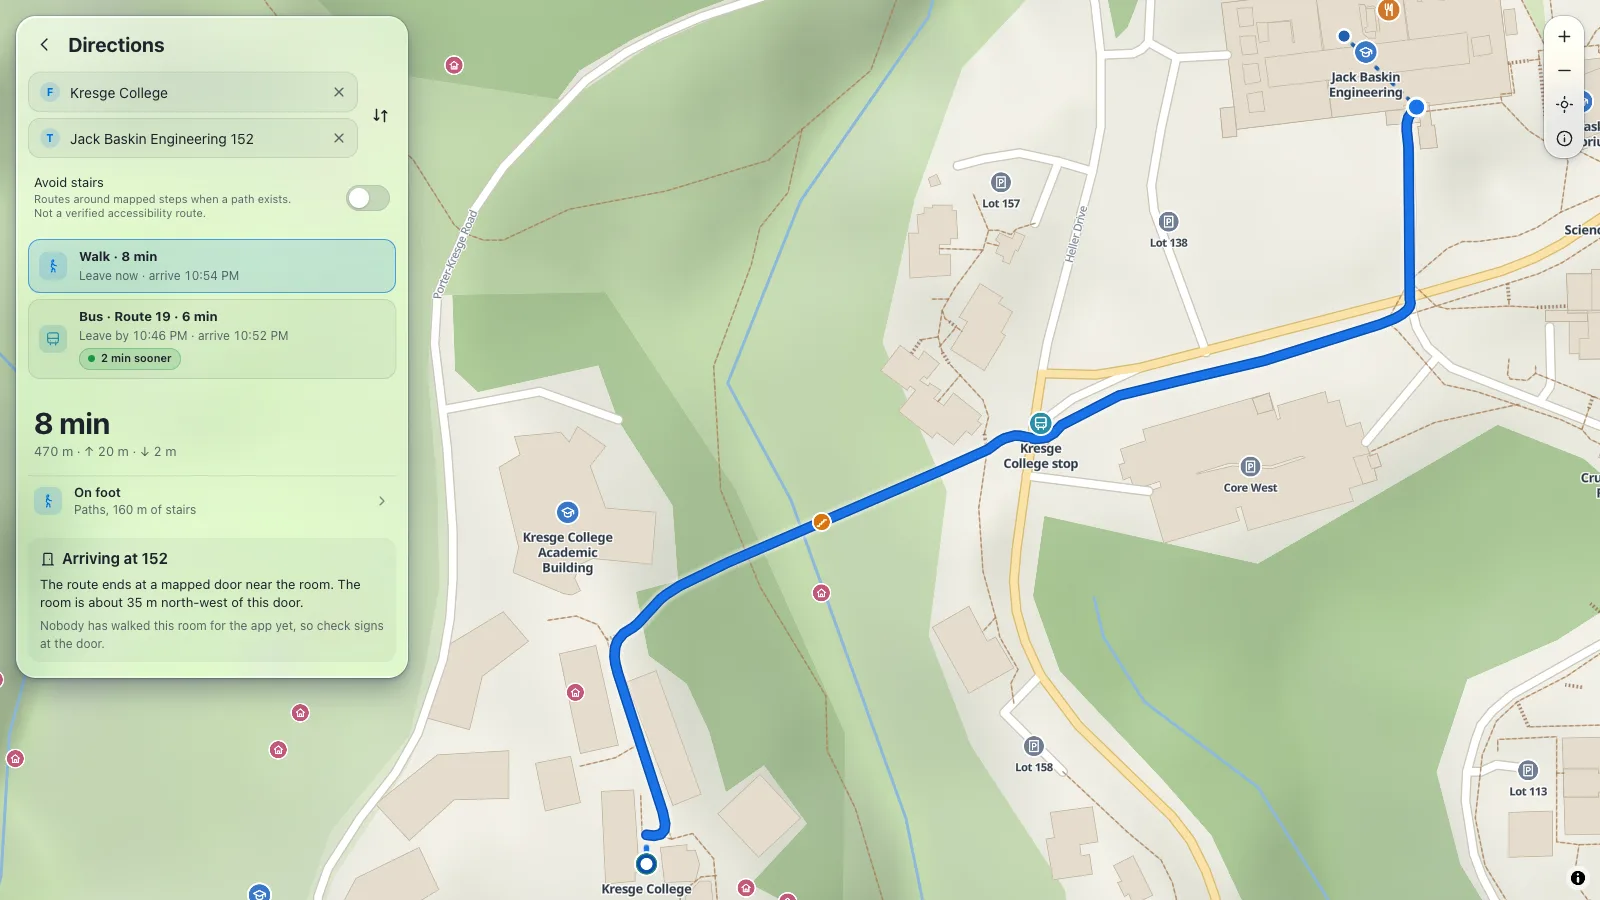 Directions
F Kresge College
T Jack Baskin Engineering 152
Avoid stairs
Routes around mapped steps when a path exists.
Not a verified accessibility route.
Walk · 8 min
Leave now · arrive 10:54 PM
Bus · Route 19 · 6 min
Leave by 10:46 PM · arrive 10:52 PM
2 min sooner
8 min
470 m · ↑ 20 m · ↓ 2 m
On foot
Paths, 160 m of stairs
Arriving at 152
The route ends at a mapped door near the room. The
room is about 35 m north-west of this door.
Nobody has walked this room for the app yet, so check signs
at the door.
Porter-Kresge Road
Jack Baskin
Engineering
Lot 157
Heller Drive
Lot 138
Kresge
College stop
Core West
Kresge College
Academic
Building
Lot 158
Lot 113
Kresge College